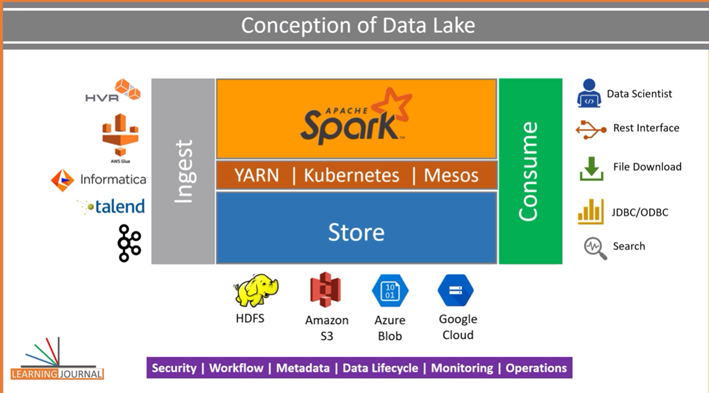 Conception of Data Lake
HVR
AWS Glue
Informatica
talend
Ingest
APACHE
Spark
YARN | Kubernetes | Mesos
Store
Consume
Data Scientist
Rest Interface
File Download
JDBC/ODBC
Search
HDFS
Amazon
S3
10
01
Azure
Blob
Google
Cloud
LEARNING JOURNAL
Security | Workflow | Metadata | Data Lifecycle | Monitoring | Operations